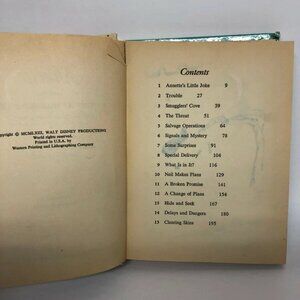 Copyright © MCMLXIII, WALT DISNEY PRODUCTIONS
World rights reserved.
Printed in U.S.A. by
Western Printing and Lithographing Company
Contents
1 Annette's Little Joke 9
2 Trouble 27
3 Smugglers' Cove 39
4 The Threat 51
5 Salvage Operations 64
6 Signals and Mystery 78
7 Some Surprises 91
8 Special Delivery 104
9 What Is in It? 116
10 Neil Makes Plans 131
11 A Broken Promise 141
12 A Change of Plans 154
13 Hide and Seek 167
14 Delays and Dangers 180
15 Clearing Skies 195